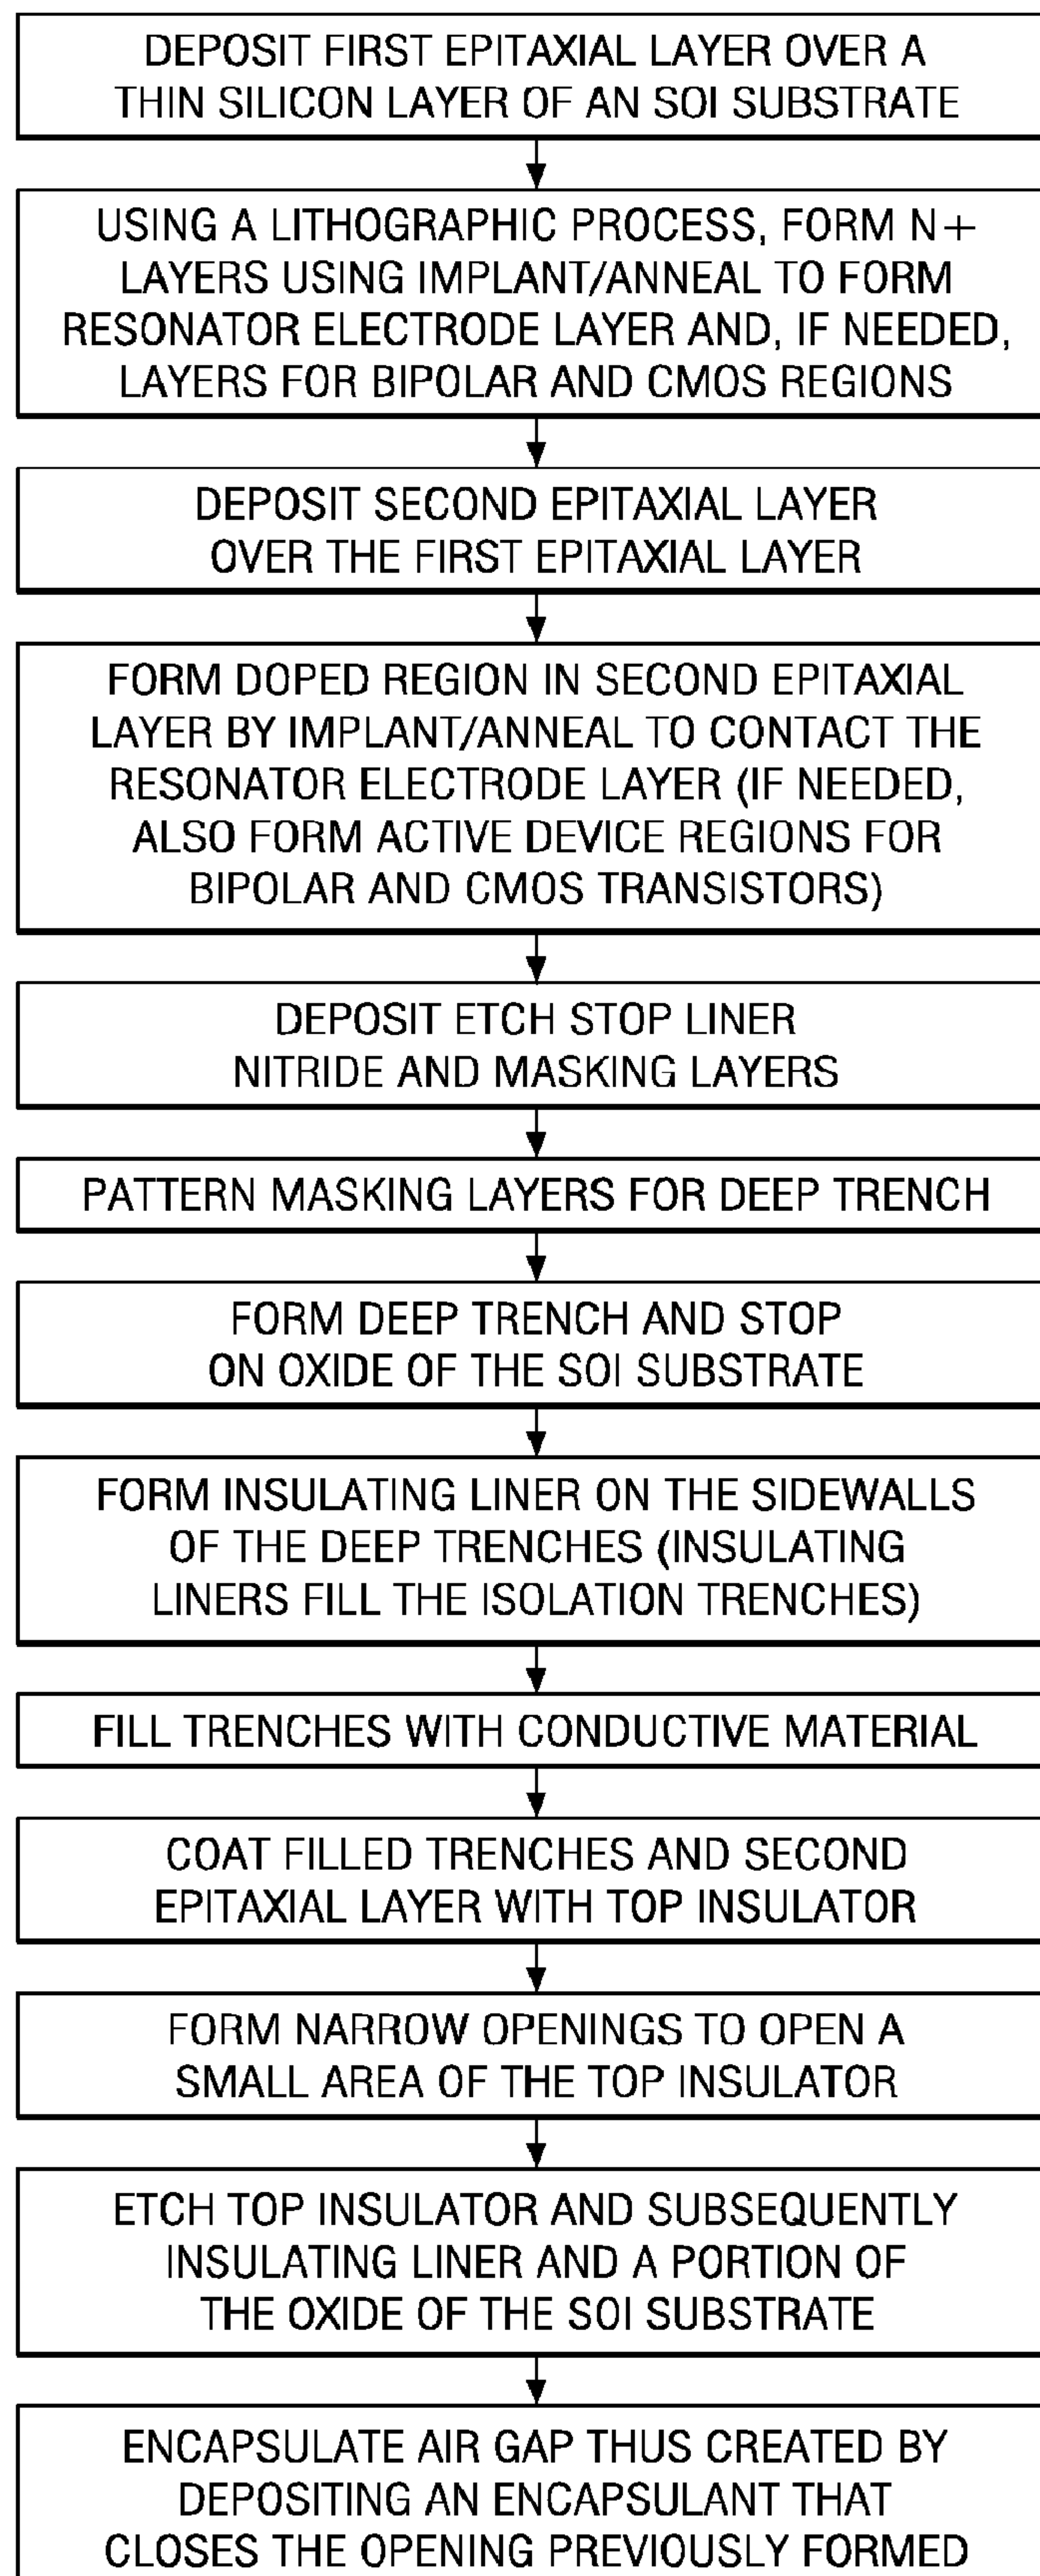 DEPOSIT FIRST EPITAXIAL LAYER OVER A
THIN SILICON LAYER OF AN SOI SUBSTRATE
USING A LITHOGRAPHIC PROCESS, FORM N+
LAYERS USING IMPLANT/ANNEAL TO FORM
RESONATOR ELECTRODE LAYER AND, IF NEEDED,
LAYERS FOR BIPOLAR AND CMOS REGIONS
DEPOSIT SECOND EPITAXIAL LAYER
OVER THE FIRST EPITAXIAL LAYER
FORM DOPED REGION IN SECOND EPITAXIAL
LAYER BY IMPLANT/ANNEAL TO CONTACT THE
RESONATOR ELECTRODE LAYER (IF NEEDED,
ALSO FORM ACTIVE DEVICE REGIONS FOR
BIPOLAR AND CMOS TRANSISTORS)
DEPOSIT ETCH STOP LINER
NITRIDE AND MASKING LAYERS
PATTERN MASKING LAYERS FOR DEEP TRENCH
FORM DEEP TRENCH AND STOP
ON OXIDE OF THE SOI SUBSTRATE
FORM INSULATING LINER ON THE SIDEWALLS
OF THE DEEP TRENCHES (INSULATING
LINERS FILL THE ISOLATION TRENCHES)
FILL TRENCHES WITH CONDUCTIVE MATERIAL
COAT FILLED TRENCHES AND SECOND
EPITAXIAL LAYER WITH TOP INSULATOR
FORM NARROW OPENINGS TO OPEN A
SMALL AREA OF THE TOP INSULATOR
ETCH TOP INSULATOR AND SUBSEQUENTLY
INSULATING LINER AND A PORTION OF
THE OXIDE OF THE SOI SUBSTRATE
ENCAPSULATE AIR GAP THUS CREATED BY
DEPOSITING AN ENCAPSULANT THAT
CLOSES THE OPENING PREVIOUSLY FORMED